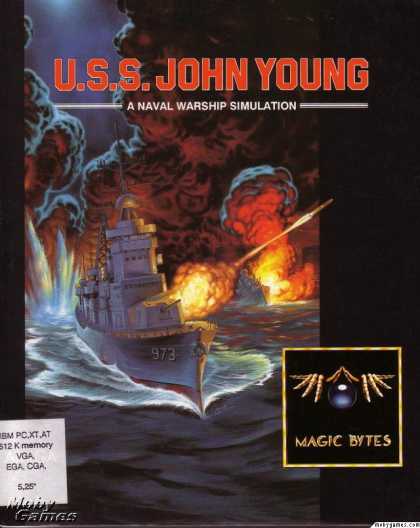 U.S.S. JOHN YOUNG
A NAVAL WARSHIP SIMULATION
973
MAGIC BYTES
IBM PC,XT,AT
512 K memory
VGA,
EGA, CGA,
5,25"
Moby
Games
mobygames.com